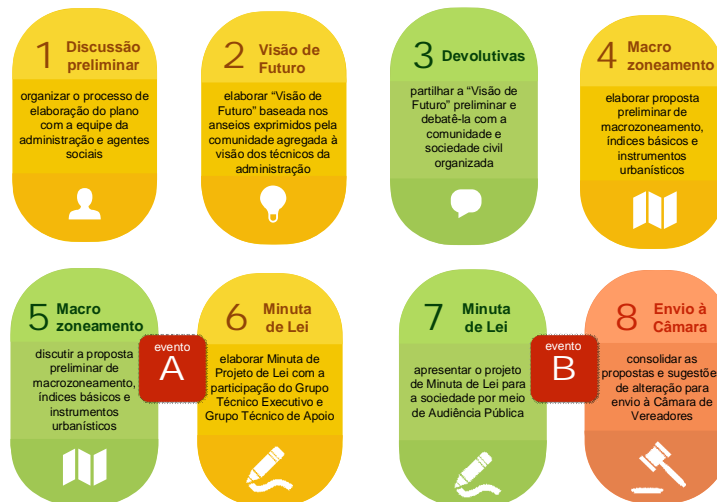 1 Discussão
preliminar
organizar o processo de
elaboração do plano
com a equipe da
administração e agentes
sociais
2 Visão de
Futuro
elaborar “Visão de
Futuro” baseada nos
anseios exprimidos pela
comunidade agregada à
visão dos técnicos da
administração
3 Devolutivas
partilhar a “Visão de
Futuro” preliminar e
debatê-la com a
comunidade e
sociedade civil
organizada
4 Macro
zoneamento
elaborar proposta
preliminar de
macrozoneamento,
índices básicos e
instrumentos
urbanísticos
5 Macro
zoneamento
discutir a proposta
preliminar de
macrozoneamento,
índices básicos e
instrumentos
urbanísticos
evento
A
6 Minuta
de Lei
elaborar Minuta de
Projeto de Lei com a
participação do Grupo
Técnico Executivo e
Grupo Técnico de Apoio
7 Minuta
de Lei
apresentar o projeto
de Minuta de Lei para
a sociedade por meio
de Audiência Pública
evento
B
8 Envio à
Câmara
consolidar as
propostas e sugestões
de alteração para
envio à Câmara de
Vereadores